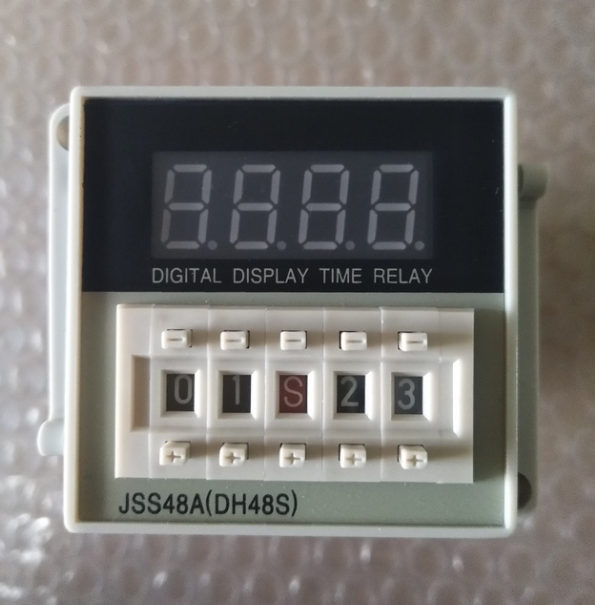 DIGITAL DISPLAY TIME RELAY
− − − − −
0 1 S 2 3
+ + + + +
JSS48A(DH48S)